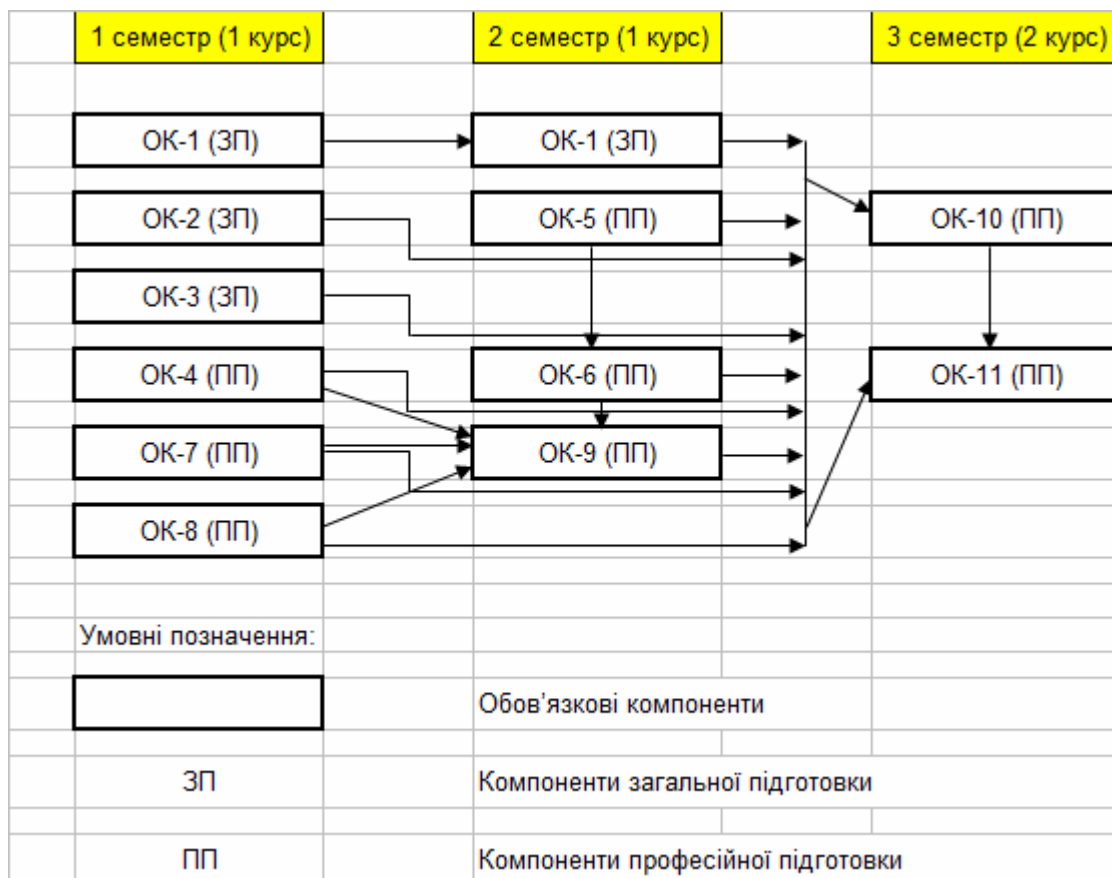 1 семестр (1 курс) 2 семестр (1 курс) 3 семестр (2 курс)
ОК-1 (ЗП) ОК-1 (ЗП)
ОК-2 (ЗП) ОК-5 (ПП) ОК-10 (ПП)
ОК-3 (ЗП)
ОК-4 (ПП) ОК-6 (ПП) ОК-11 (ПП)
ОК-7 (ПП) ОК-9 (ПП)
ОК-8 (ПП)
Умовні позначення:
Обов’язкові компоненти
ЗП Компоненти загальної підготовки
ПП Компоненти професійної підготовки